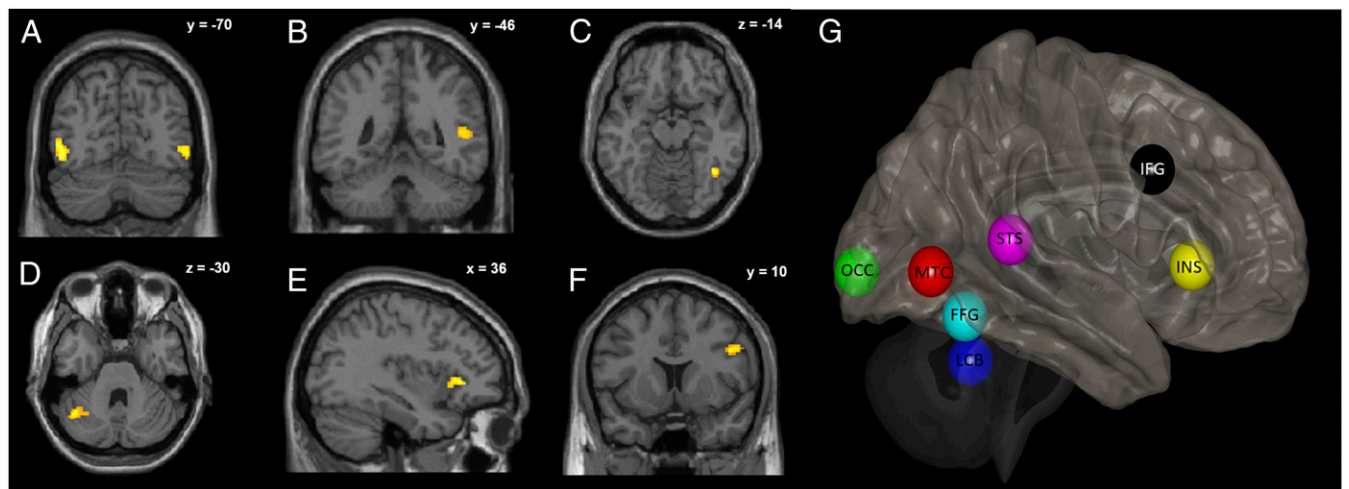 A
y = -70
B
y = -46
C
z = -14
D
z = -30
E
x = 36
F
y = 10
G
IFG
STS
OCC
MTC
INS
FFG
LCB